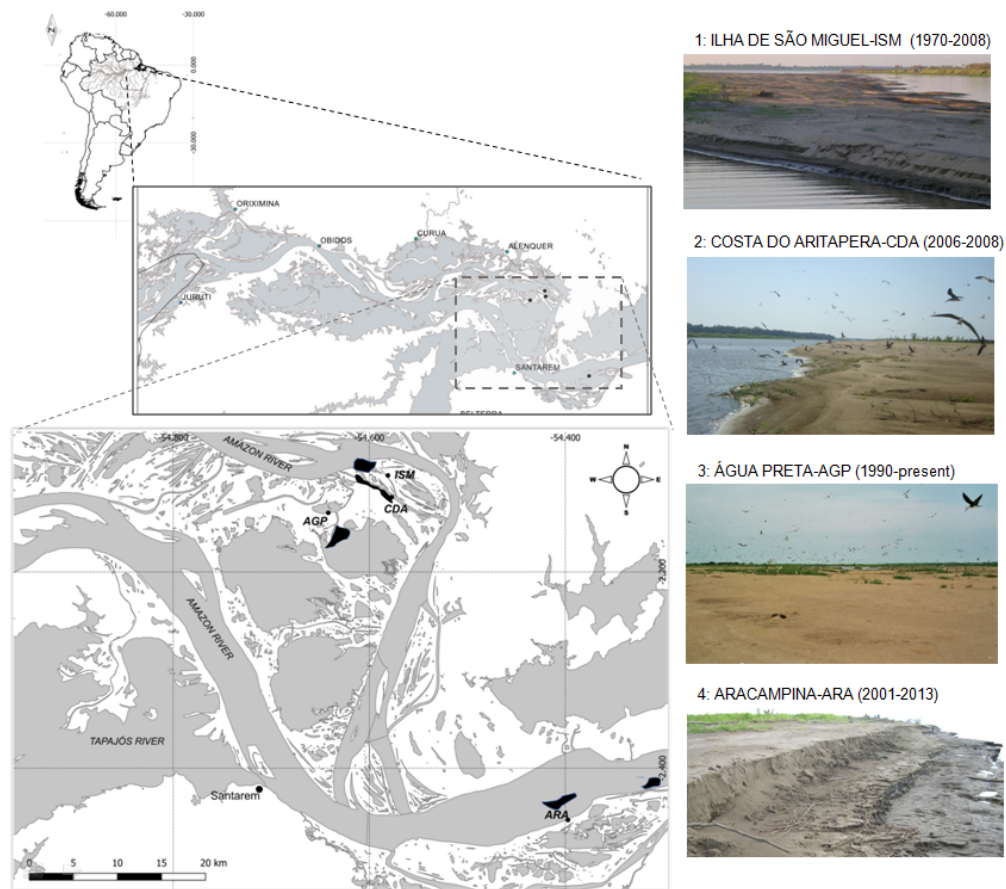 -60.000
-30.000
N
0.000
-30.000
ORIXIMINA
OBIDOS
CURUA
ALENQUER
JURUTI
SANTAREM
BELTERRA
-54.800
-54.600
-54.400
AMAZON RIVER
ISM
CDA
AGP
N
W
E
S
-2.200
AMAZON RIVER
TAPAJÓS RIVER
-2.400
Santarem
ARA
0 5 10 15 20 km
1: ILHA DE SÃO MIGUEL-ISM (1970-2008)
2: COSTA DO ARITAPERA-CDA (2006-2008)
3: ÁGUA PRETA-AGP (1990-present)
4: ARACAMPINA-ARA (2001-2013)